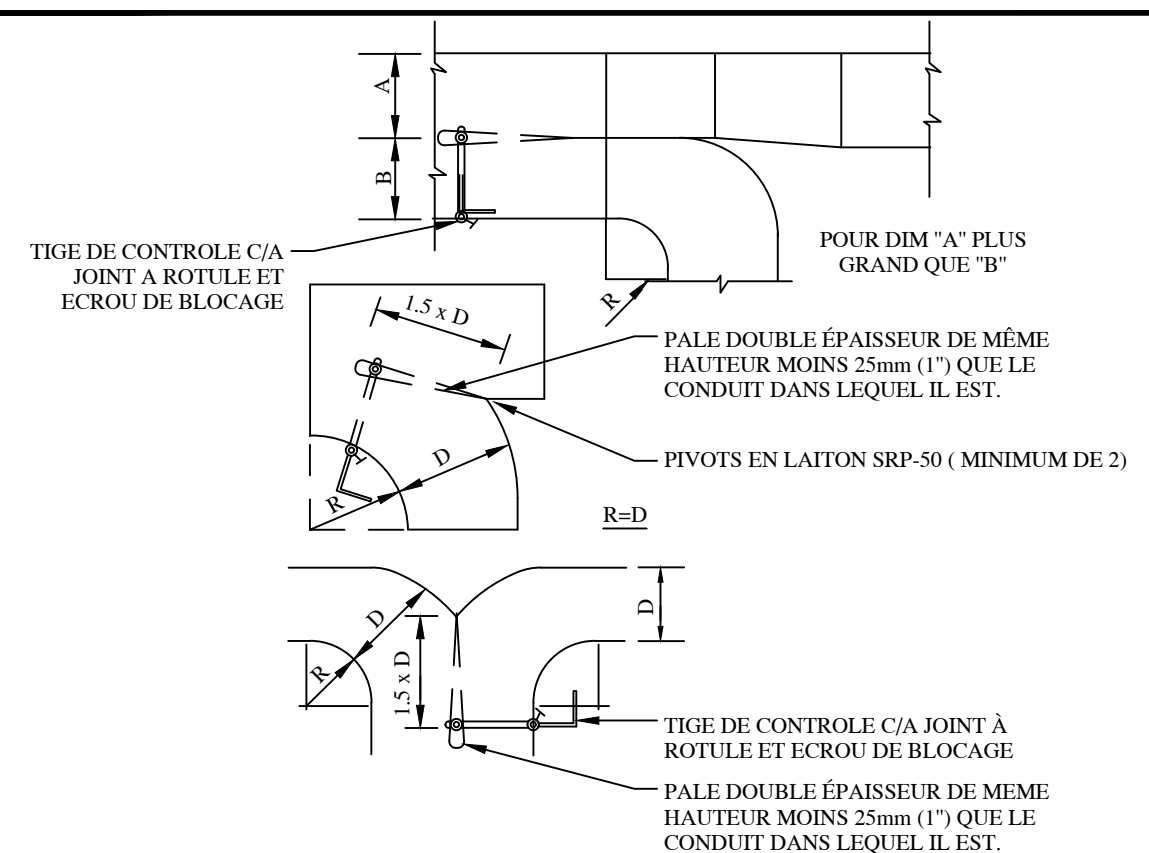 A
B
TIGE DE CONTROLE C/A
JOINT A ROTULE ET
ECROU DE BLOCAGE
POUR DIM "A" PLUS
GRAND QUE "B"
R
1.5 x D
PALE DOUBLE ÉPAISSEUR DE MÊME
HAUTEUR MOINS 25mm (1") QUE LE
CONDUIT DANS LEQUEL IL EST.
D
PIVOTS EN LAITON SRP-50 ( MINIMUM DE 2)
R
R=D
D
D
R
1.5 x D
TIGE DE CONTROLE C/A JOINT À
ROTULE ET ECROU DE BLOCAGE
PALE DOUBLE ÉPAISSEUR DE MEME
HAUTEUR MOINS 25mm (1") QUE LE
CONDUIT DANS LEQUEL IL EST.